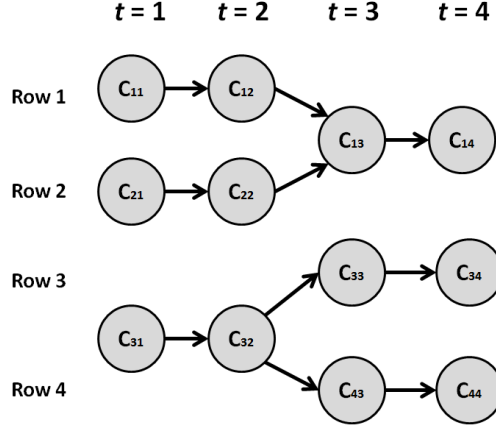 t = 1 t = 2 t = 3 t = 4
Row 1
C11 C12
C13 C14
Row 2
C21 C22
Row 3
C33 C34
C31 C32
Row 4
C43 C44